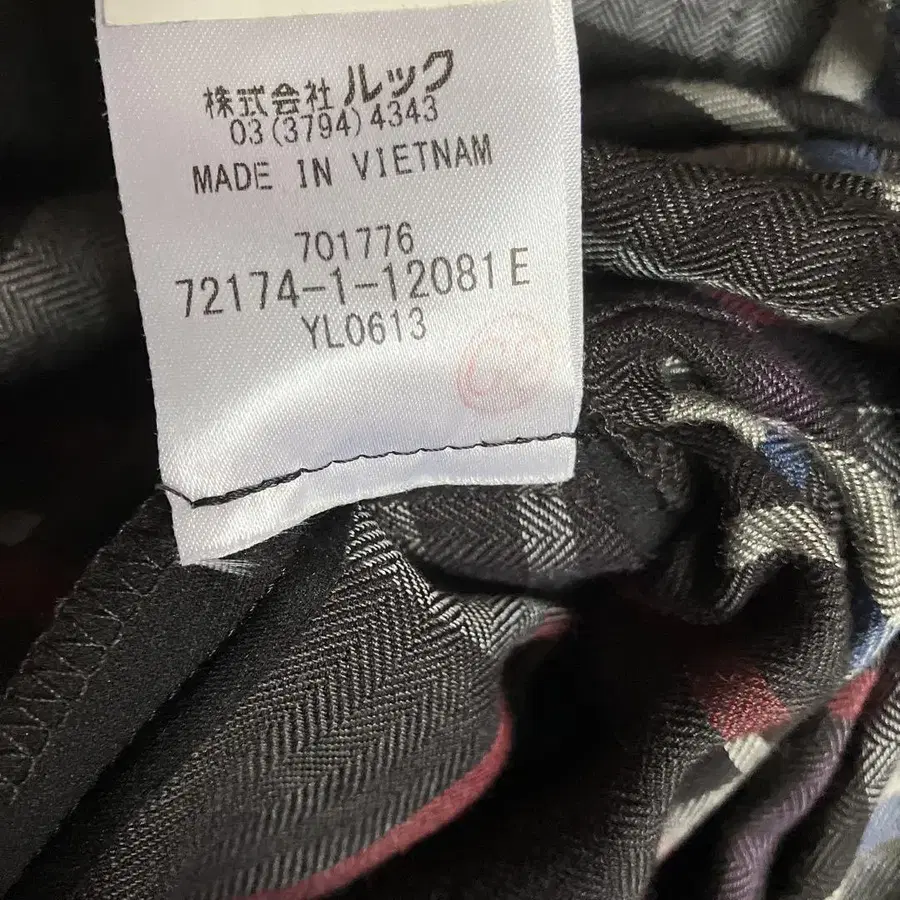 株式会社 ルック
03(3794)4343
MADE IN VIETNAM
701776
72174-1-12081E
YL0613